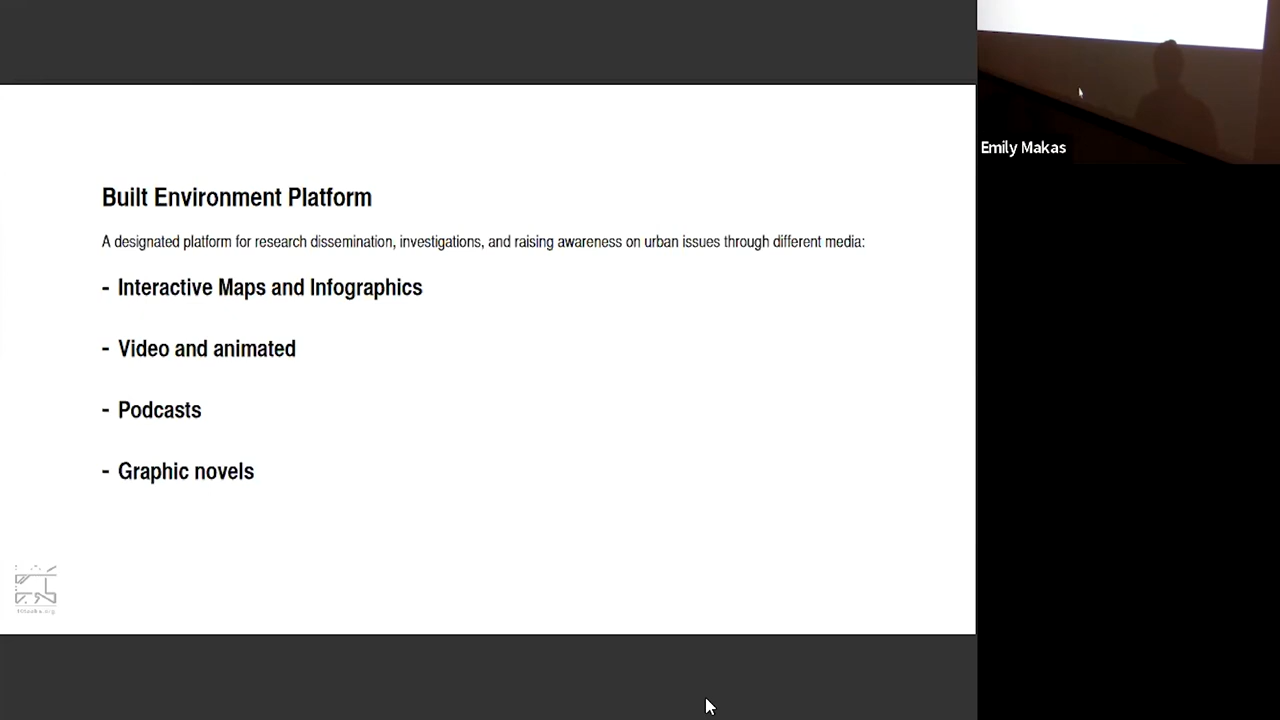 Built Environment Platform
A designated platform for research dissemination, investigations, and raising awareness on urban issues through different media:
- Interactive Maps and Infographics
- Video and animated
- Podcasts
- Graphic novels
Emily Makas